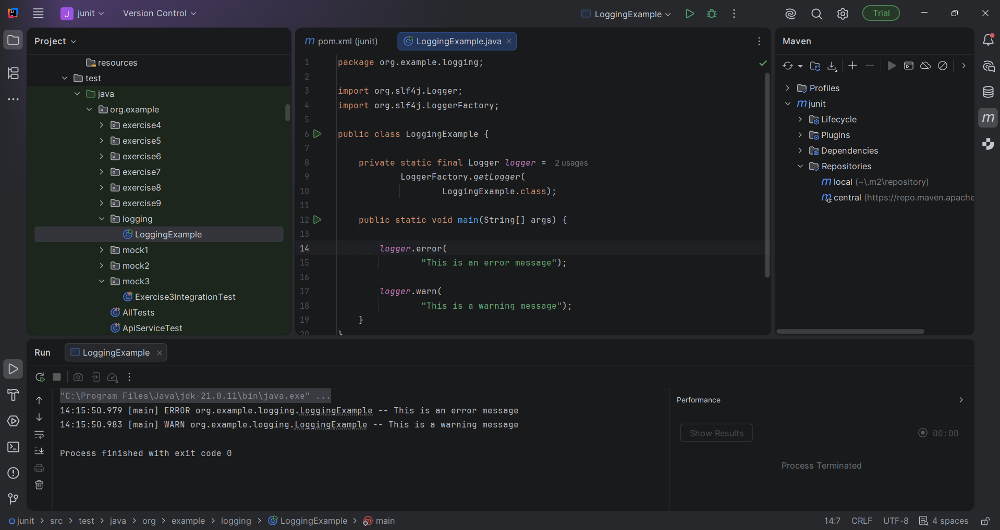 J junit
Version Control
LoggingExample
Trial
Project
resources
test
java
org.example
exercise4
exercise5
exercise6
exercise7
exercise8
exercise9
logging
LoggingExample
mock1
mock2
mock3
Exercise3IntegrationTest
AllTests
ApiServiceTest
m pom.xml (junit)
LoggingExample.java
1 package org.example.logging;
2
3 import org.slf4j.Logger;
4 import org.slf4j.LoggerFactory;
5
6 public class LoggingExample {
7
8 private static final Logger logger = 2 usages
9 LoggerFactory.getLogger(
10 LoggingExample.class);
11
12 public static void main(String[] args) {
13
14 logger.error(
15 "This is an error message");
16
17 logger.warn(
18 "This is a warning message");
19 }
20 }
Maven
Profiles
m junit
Lifecycle
Plugins
Dependencies
Repositories
m local (~\.m2\repository)
m central (https://repo.maven.apache
m
Run
LoggingExample
"C:\Program Files\Java\jdk-21.0.11\bin\java.exe" ...
14:15:50.979 [main] ERROR org.example.logging.LoggingExample -- This is an error message
14:15:50.983 [main] WARN org.example.logging.LoggingExample -- This is a warning message
Process finished with exit code 0
Performance
Show Results
00:00
Process Terminated
junit > src > test > java > org > example > logging > LoggingExample > main
14:7 CRLF UTF-8 4 spaces